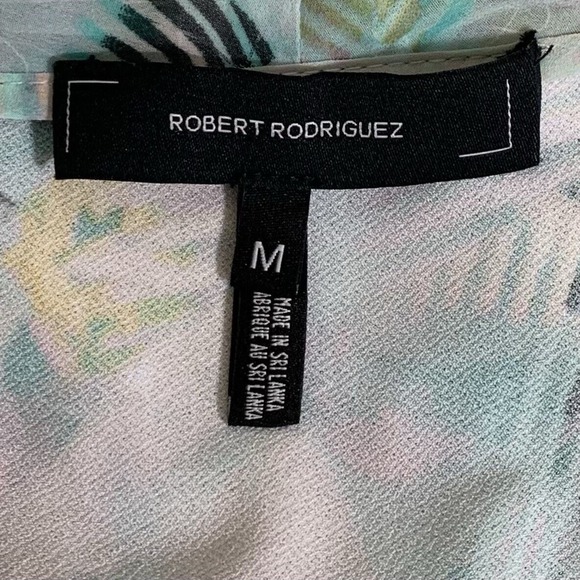 ROBERT RODRIGUEZ
M
MADE IN SRI LANKA
ABRIQUE AU SRI LANKA